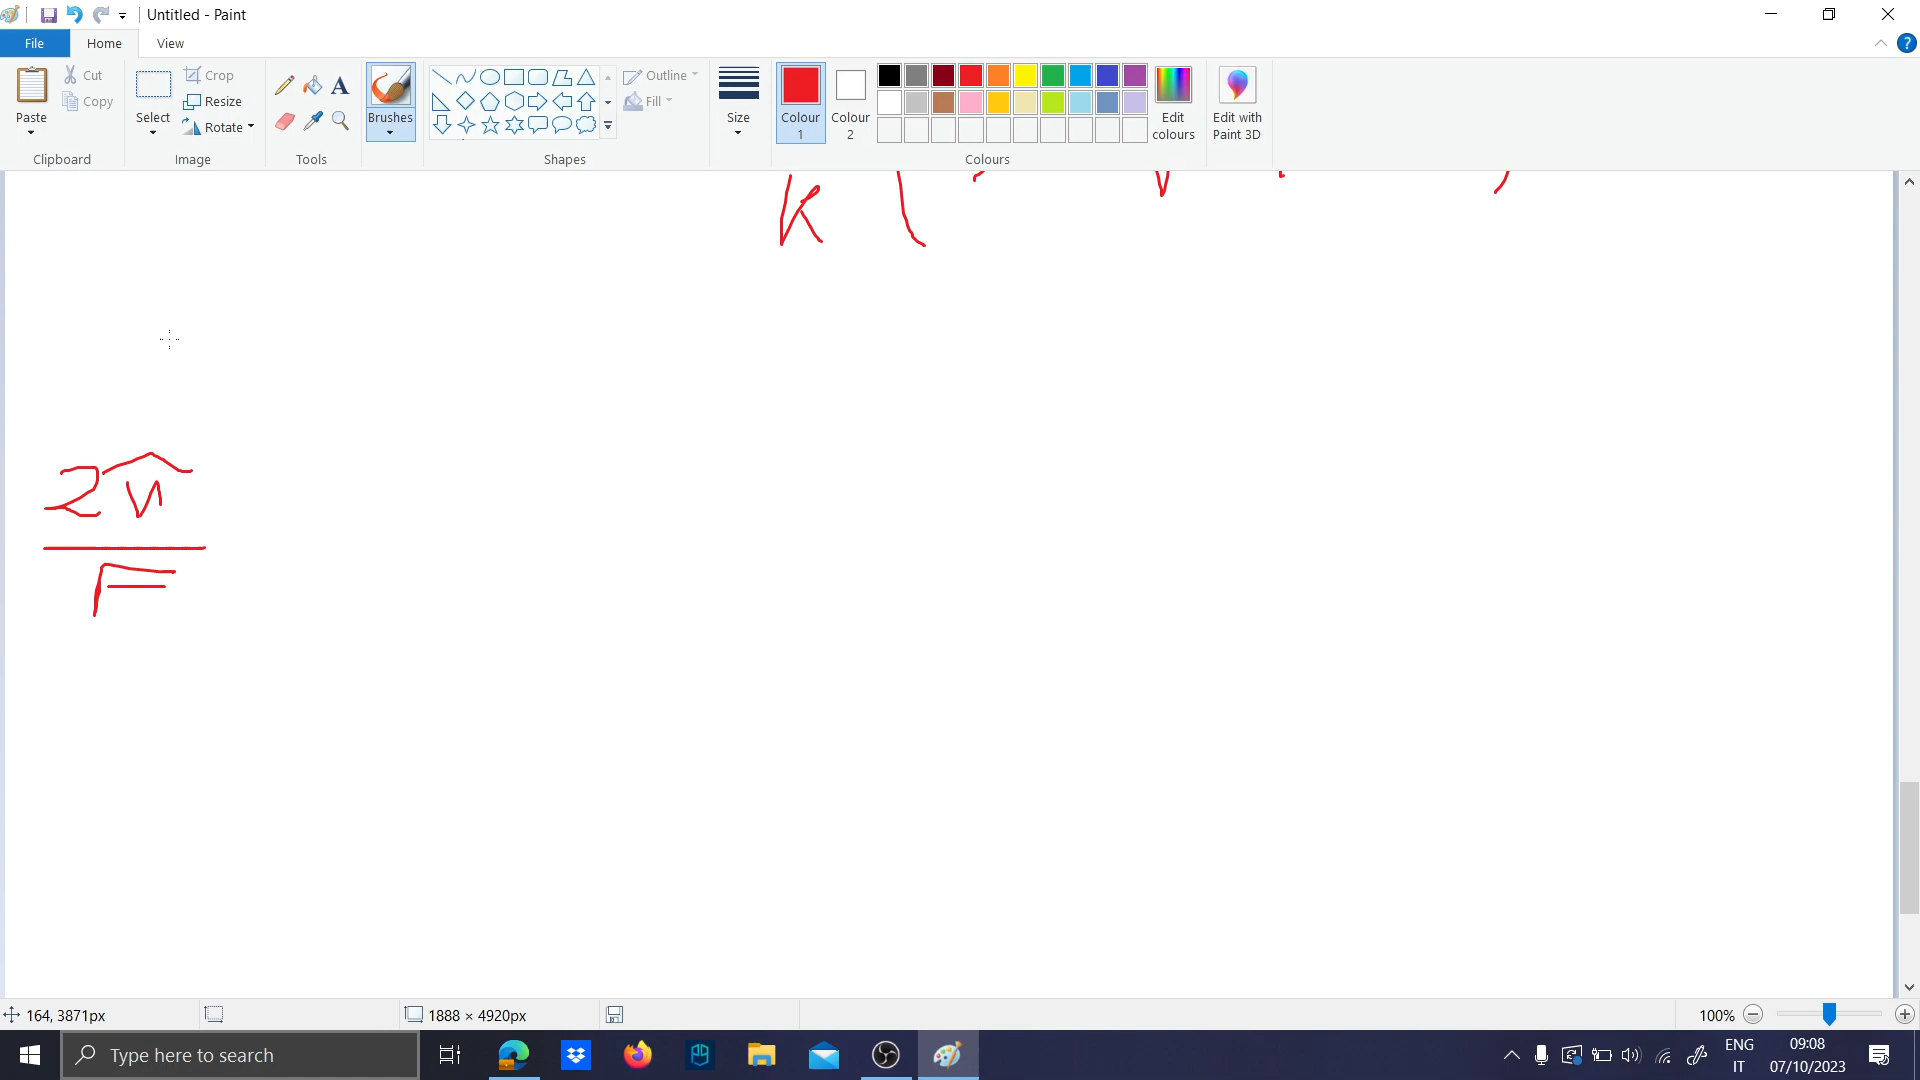 Untitled - Paint
File Home View
Paste
Cut
Copy
Clipboard
Select
Crop
Resize
Rotate
Image
Tools
Brushes
Shapes
Outline
Fill
Size
Colour 1
Colour 2
Colours
Edit colours
Edit with Paint 3D
k (
2
164, 3871px
1888 × 4920px
100%
Type here to search
ENG
IT
09:08
07/10/2023